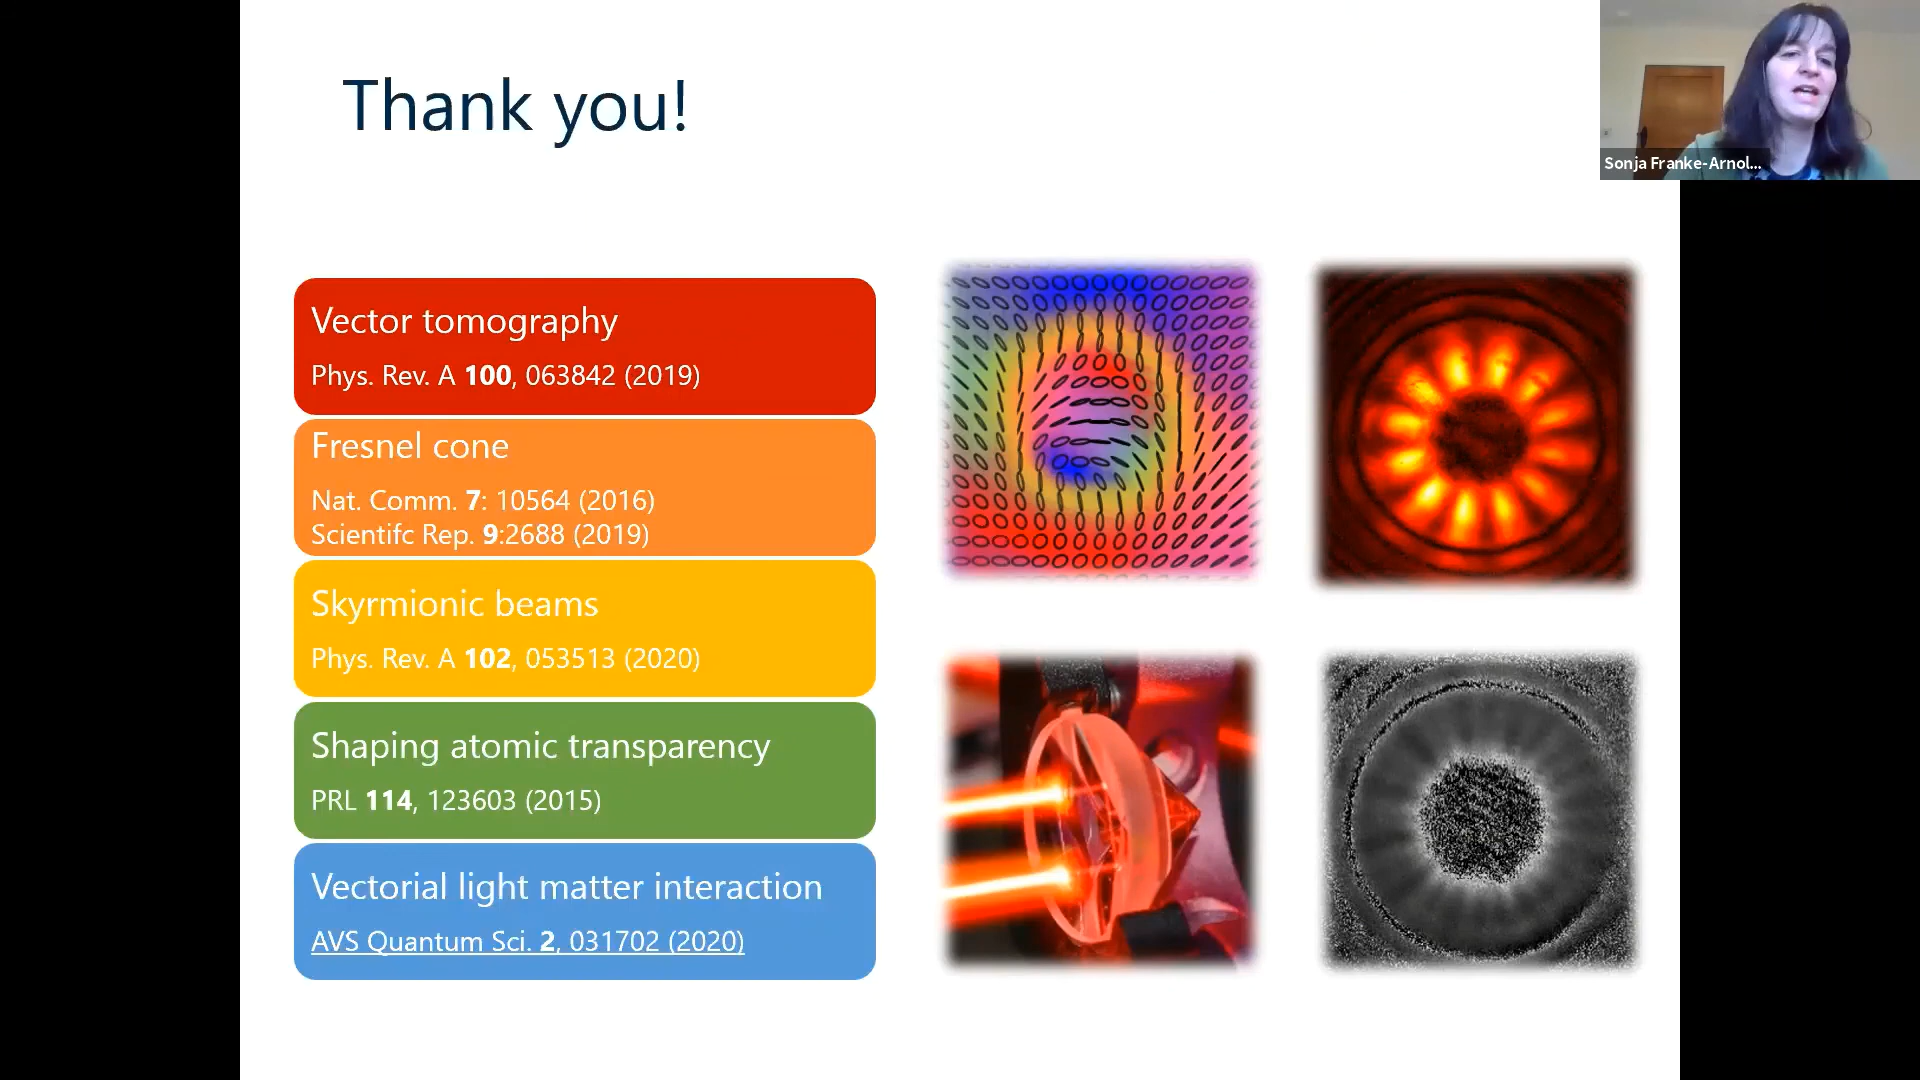 Thank you!
Sonja Franke-Arnol...
Vector tomography
Phys. Rev. A 100, 063842 (2019)
Fresnel cone
Nat. Comm. 7: 10564 (2016)
Scientifc Rep. 9:2688 (2019)
Skyrmionic beams
Phys. Rev. A 102, 053513 (2020)
Shaping atomic transparency
PRL 114, 123603 (2015)
Vectorial light matter interaction
AVS Quantum Sci. 2, 031702 (2020)